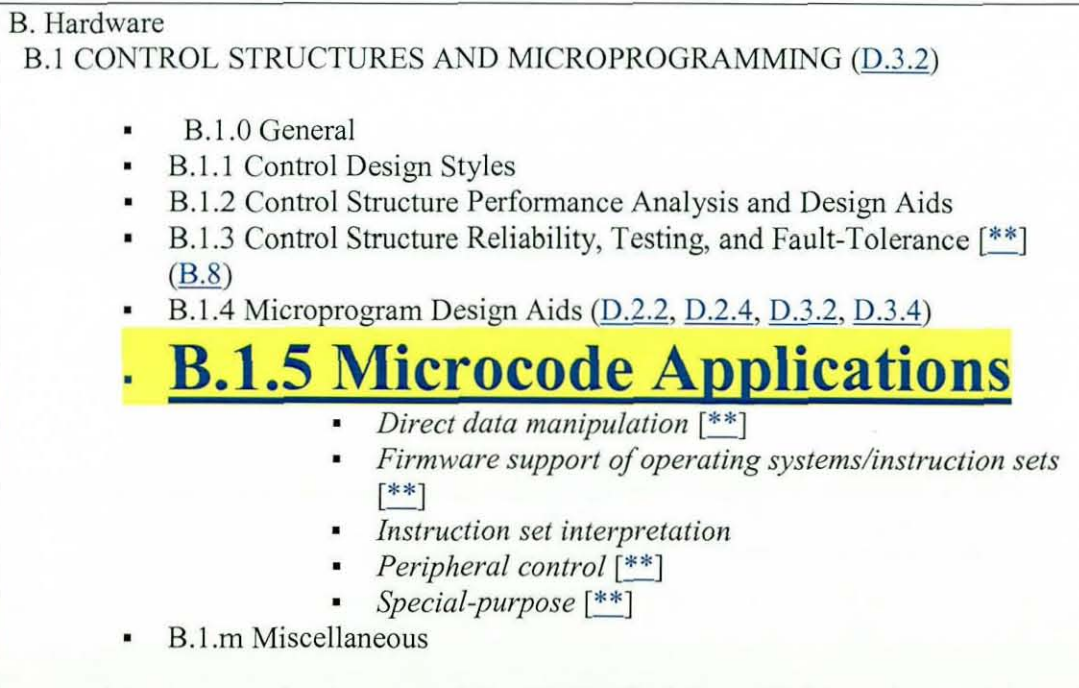 B. Hardware
B.1 CONTROL STRUCTURES AND MICROPROGRAMMING (D.3.2)
▪ B.1.0 General
▪ B.1.1 Control Design Styles
▪ B.1.2 Control Structure Performance Analysis and Design Aids
▪ B.1.3 Control Structure Reliability, Testing, and Fault-Tolerance [**]
(B.8)
▪ B.1.4 Microprogram Design Aids (D.2.2, D.2.4, D.3.2, D.3.4)
▪ B.1.5 Microcode Applications
▪ Direct data manipulation [**]
▪ Firmware support of operating systems/instruction sets
[**]
▪ Instruction set interpretation
▪ Peripheral control [**]
▪ Special-purpose [**]
▪ B.1.m Miscellaneous